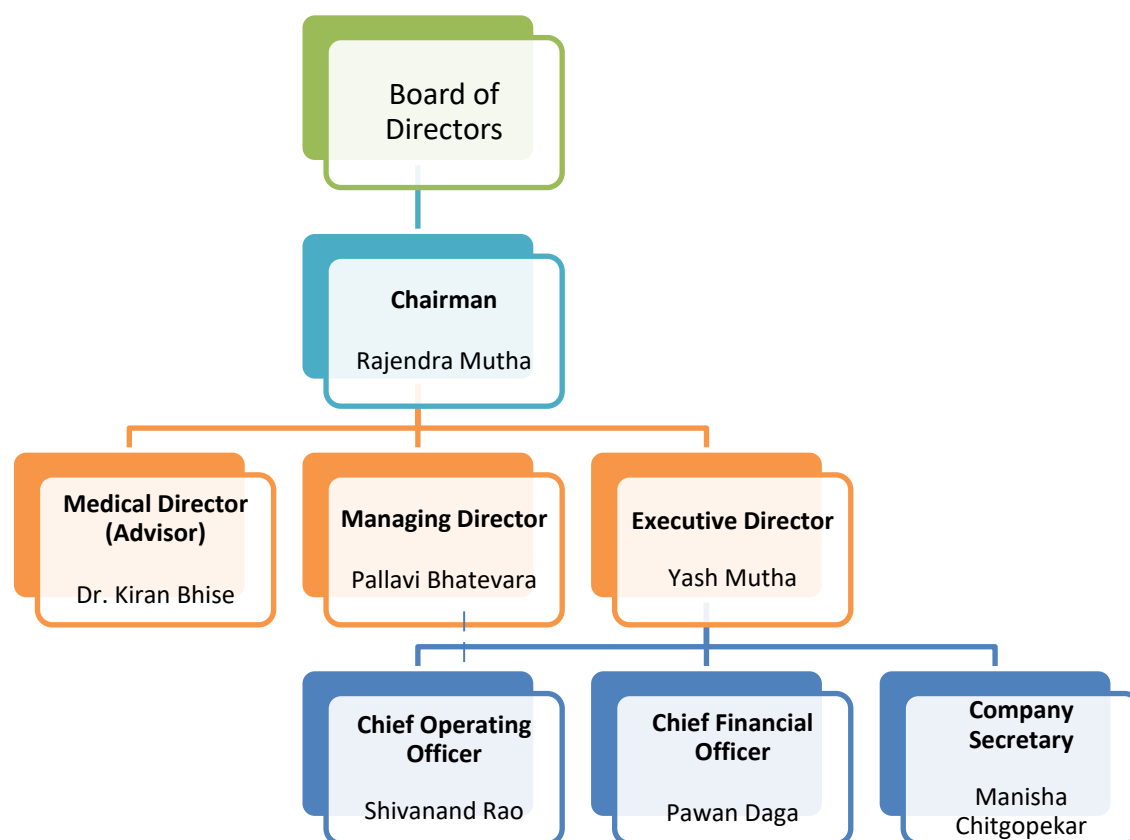 Board of
Directors
Chairman
Rajendra Mutha
Medical Director
(Advisor)
Dr. Kiran Bhise
Managing Director
Pallavi Bhatevara
Executive Director
Yash Mutha
Chief Operating
Officer
Shivanand Rao
Chief Financial
Officer
Pawan Daga
Company
Secretary
Manisha
Chitgopekar